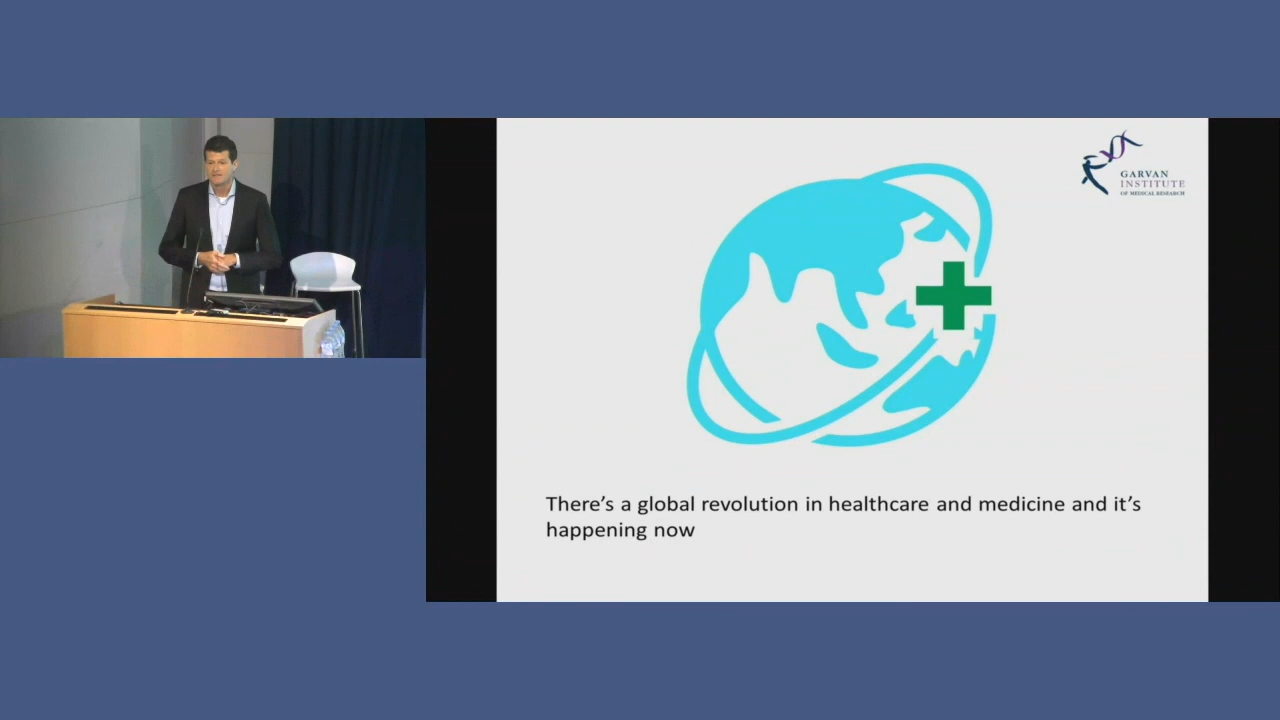 GARVAN
INSTITUTE
OF MEDICAL RESEARCH
There's a global revolution in healthcare and medicine and it's
happening now